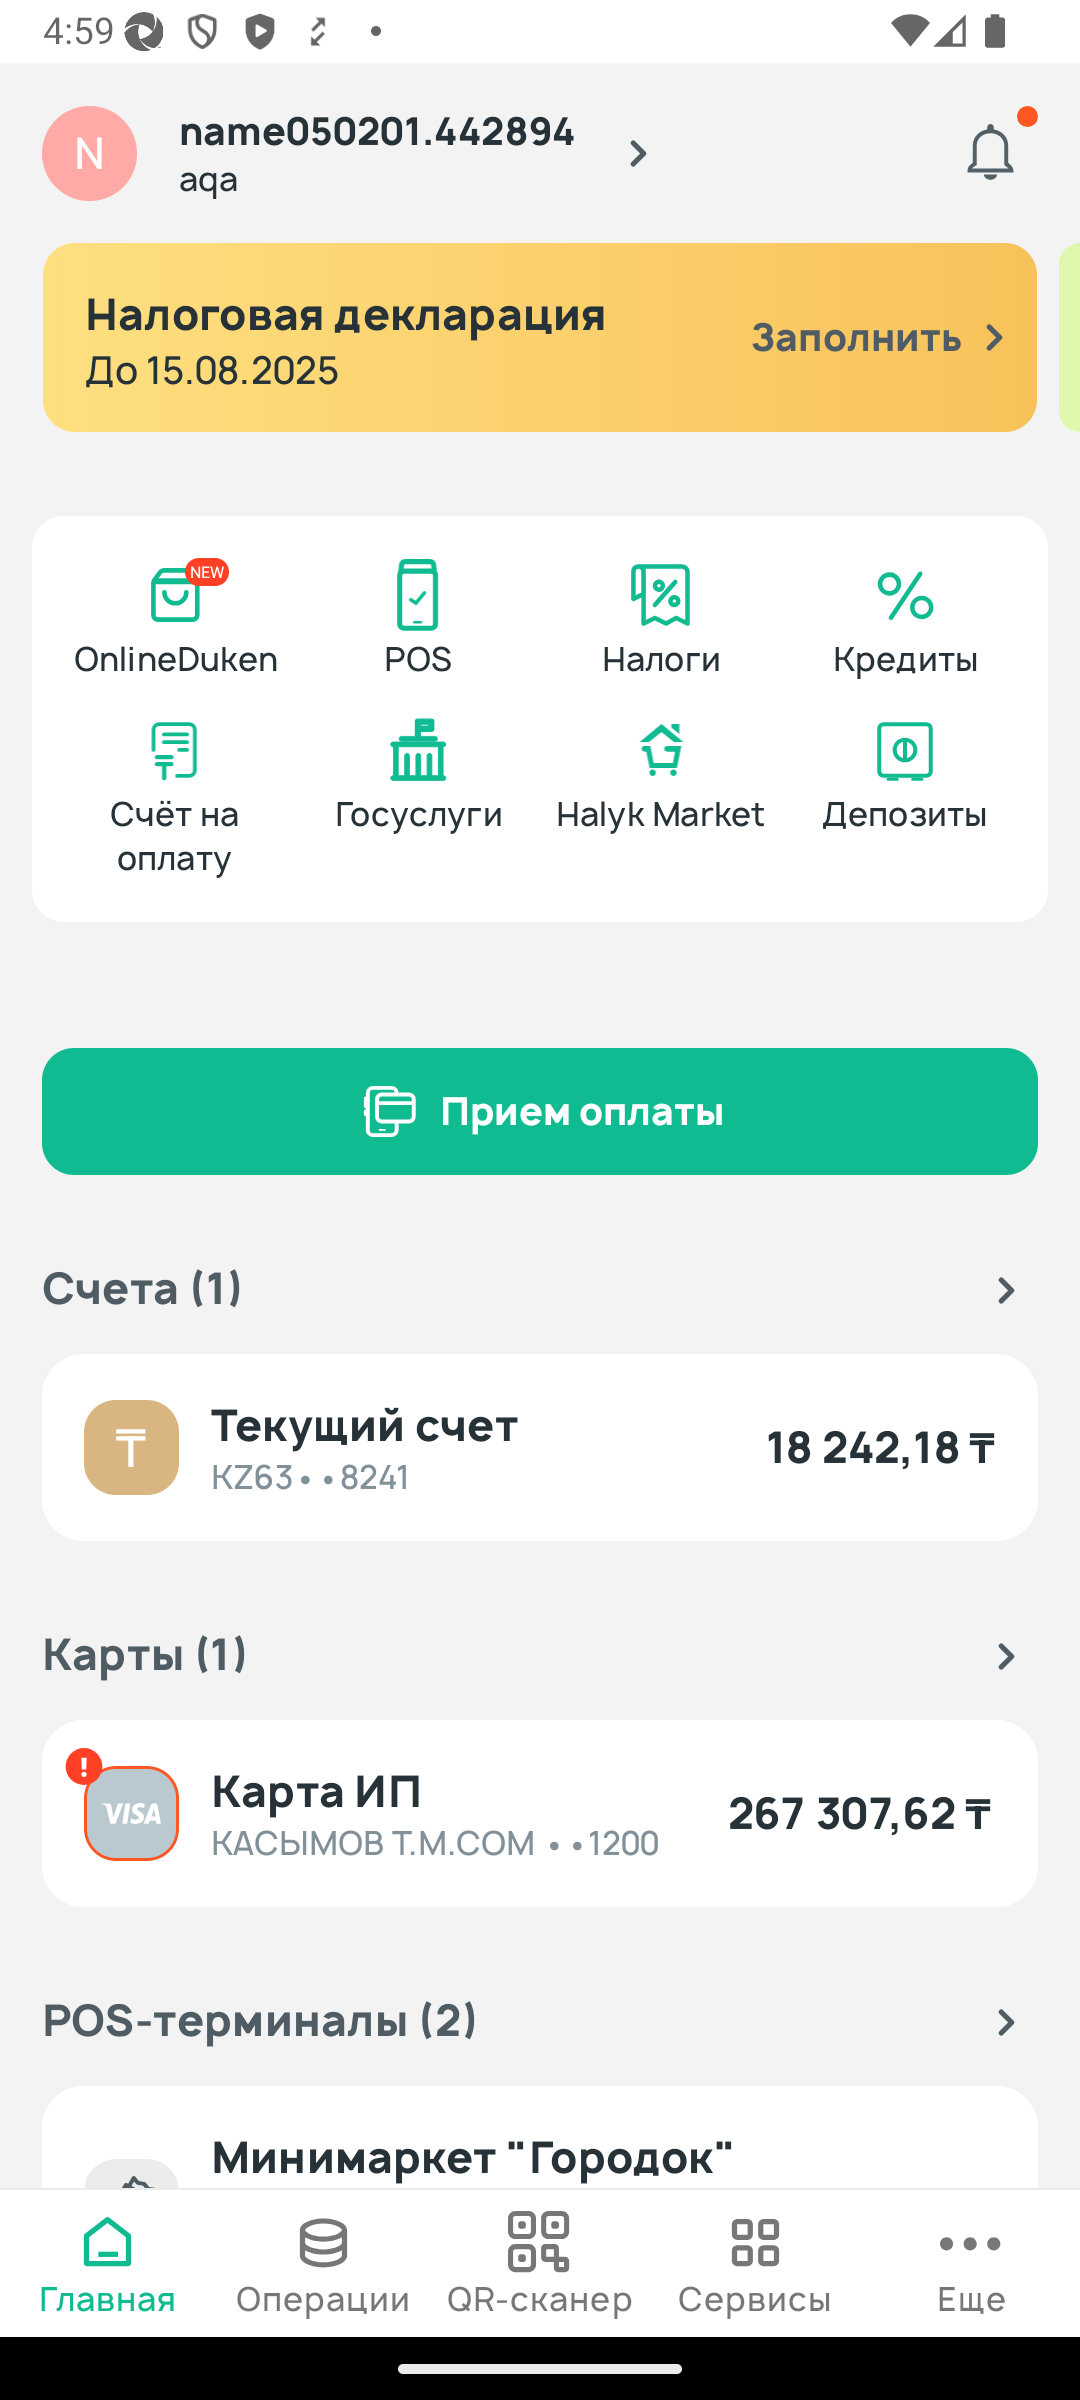 4:59
N
name050201.442894
aqa
Налоговая декларация
До 15.08.2025
Заполнить
NEW
OnlineDuken
POS
Налоги
Кредиты
Счёт на
оплату
Госуслуги
Halyk Market
Депозиты
Прием оплаты
Счета (1)
₸
Текущий счет
KZ63••8241
18 242,18 ₸
Карты (1)
!
VISA
Карта ИП
КАСЫМОВ Т.М.COM ••1200
267 307,62 ₸
POS-терминалы (2)
Минимаркет "Городок"
Главная
Операции
QR-сканер
Сервисы
Еще